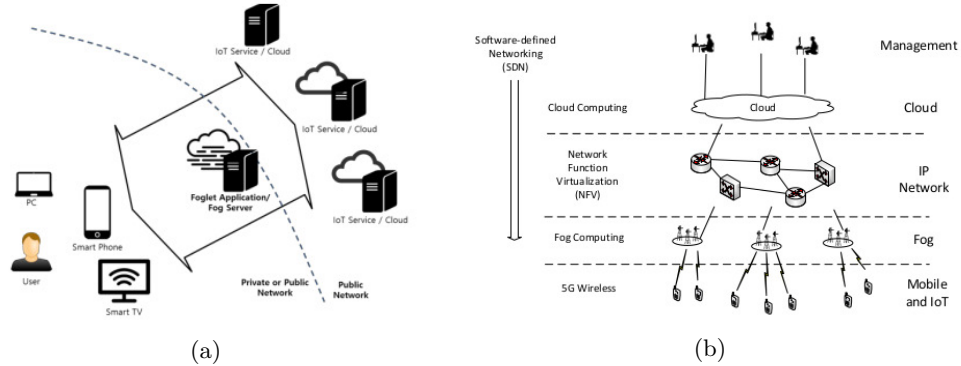 IoT Service / Cloud
IoT Service / Cloud
IoT Service / Cloud
Foglet Application/
Fog Server
PC
Smart Phone
User
Smart TV
Private or Public
Network
Public
Network
(a)
Software-defined
Networking
(SDN)
Management
Cloud Computing
Cloud
Cloud
Network
Function
Virtualization
(NFV)
IP
Network
Fog Computing
Fog
5G Wireless
Mobile
and IoT
(b)